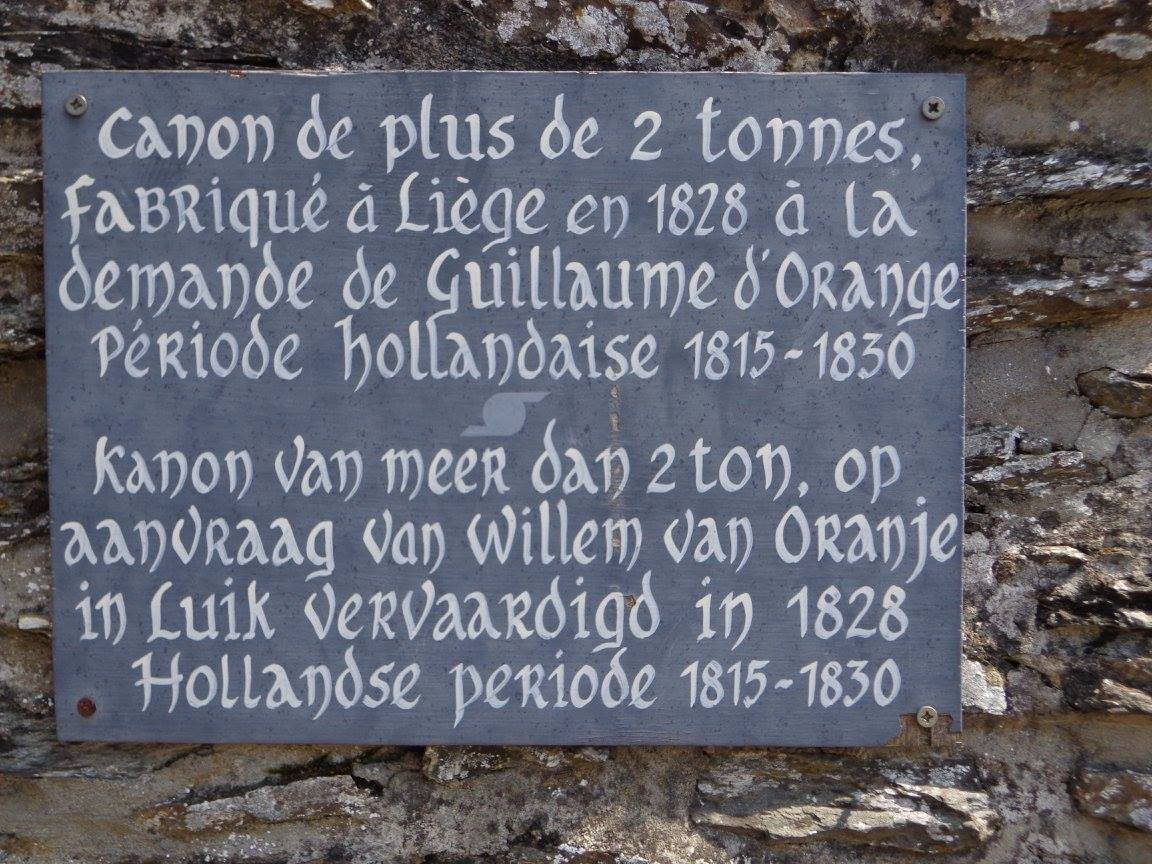 Canon de plus de 2 tonnes,
Fabriqué à Liège en 1828 à la
demande de Guillaume d'Orange
Période hollandaise 1815-1830
Kanon van meer dan 2 ton, op
aanvraag van Willem van Oranje
in Luik vervaardigd in 1828
Hollandse periode 1815-1830